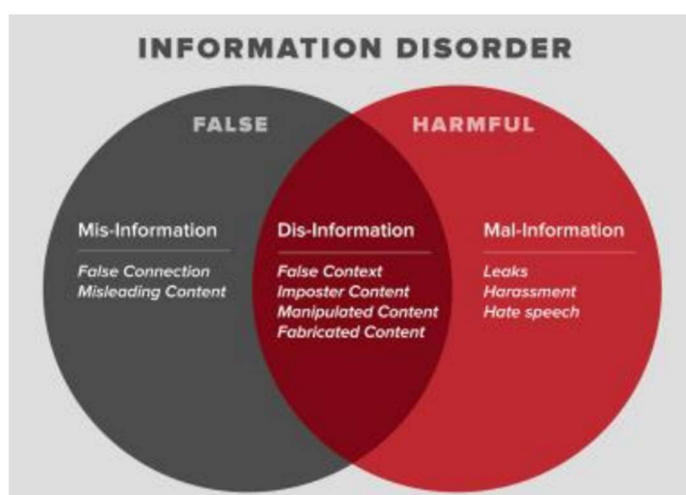 INFORMATION DISORDER
FALSE
HARMFUL
Mis-Information
False Connection
Misleading Content
Dis-Information
False Context
Imposter Content
Manipulated Content
Fabricated Content
Mal-Information
Leaks
Harassment
Hate speech